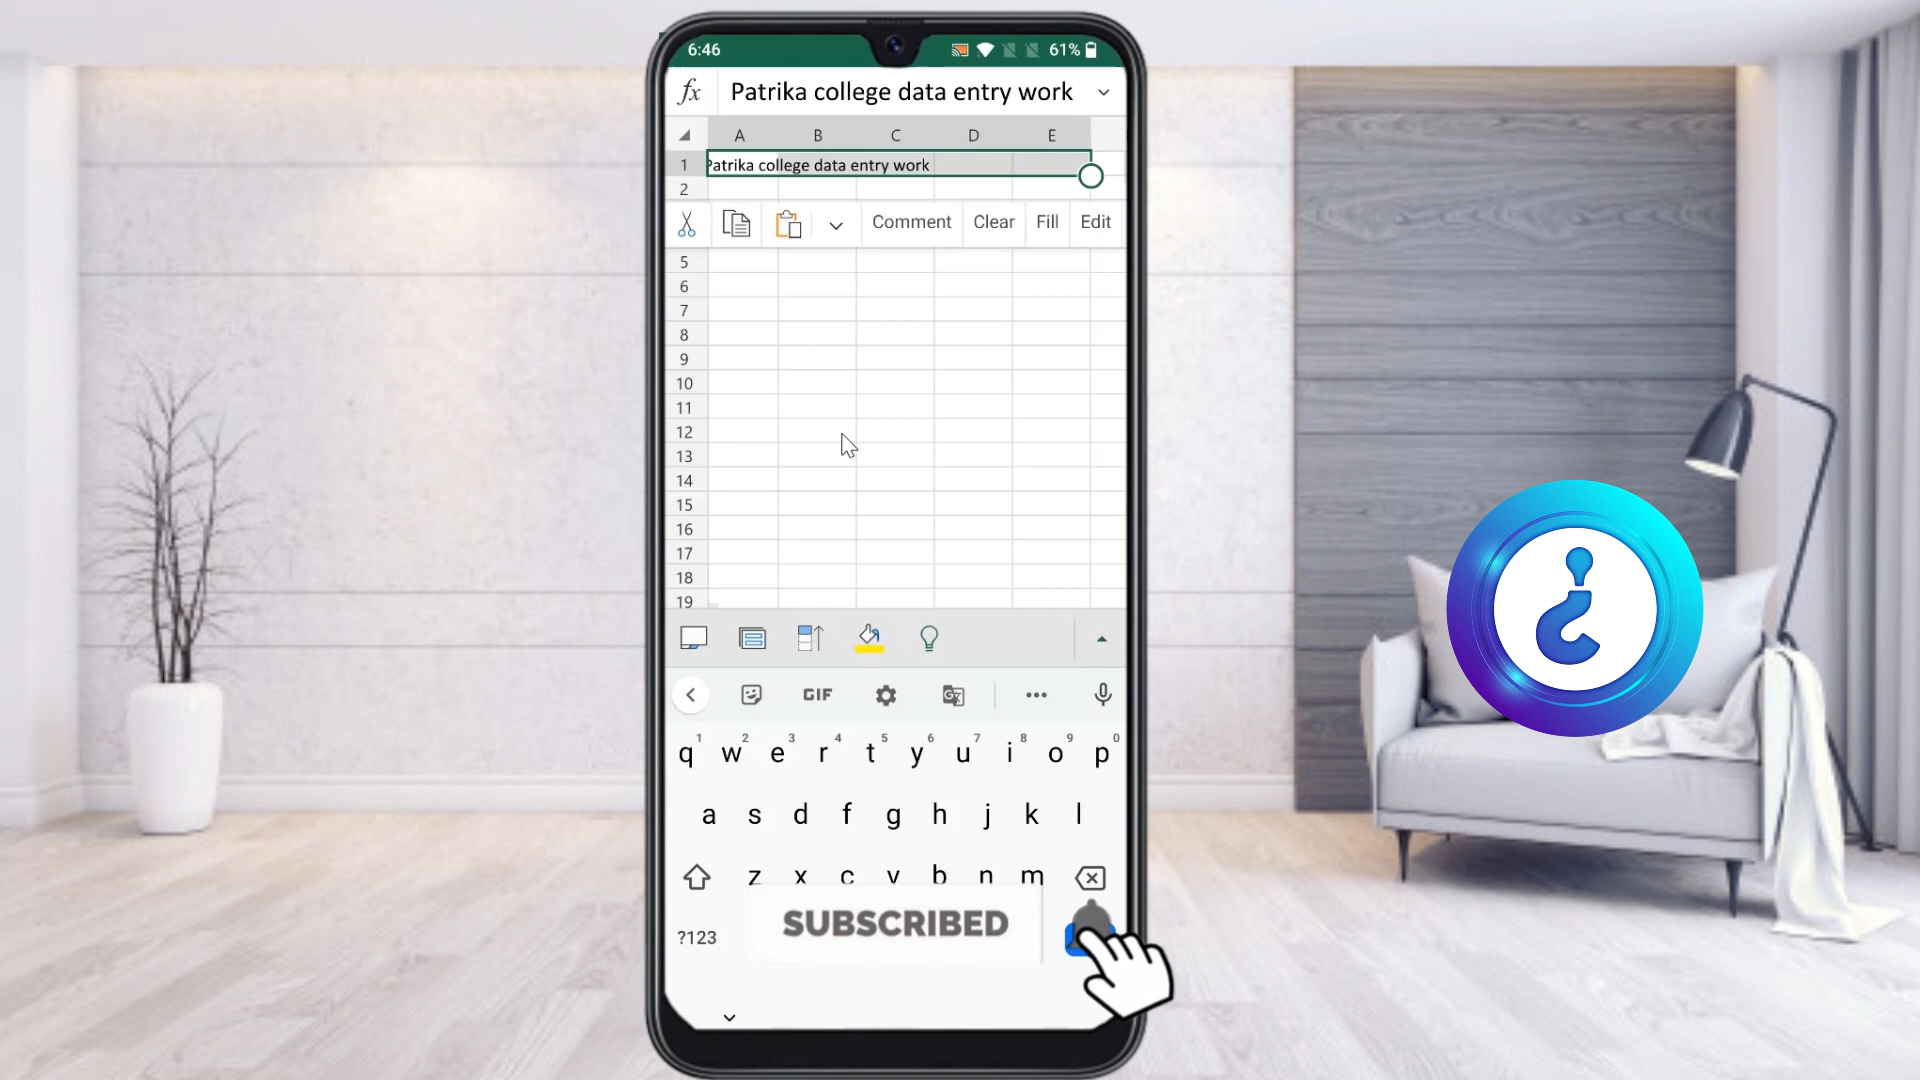 6:46
61%
fx Patrika college data entry work
A B C D E
1 Patrika college data entry work
2
Comment Clear Fill Edit
5
6
7
8
9
10
11
12
13
14
15
16
17
18
19
GIF
1 2 3 4 5 6 7 8 9 0
q w e r t y u i o p
a s d f g h j k l
z x c v b n m
SUBSCRIBED
?123